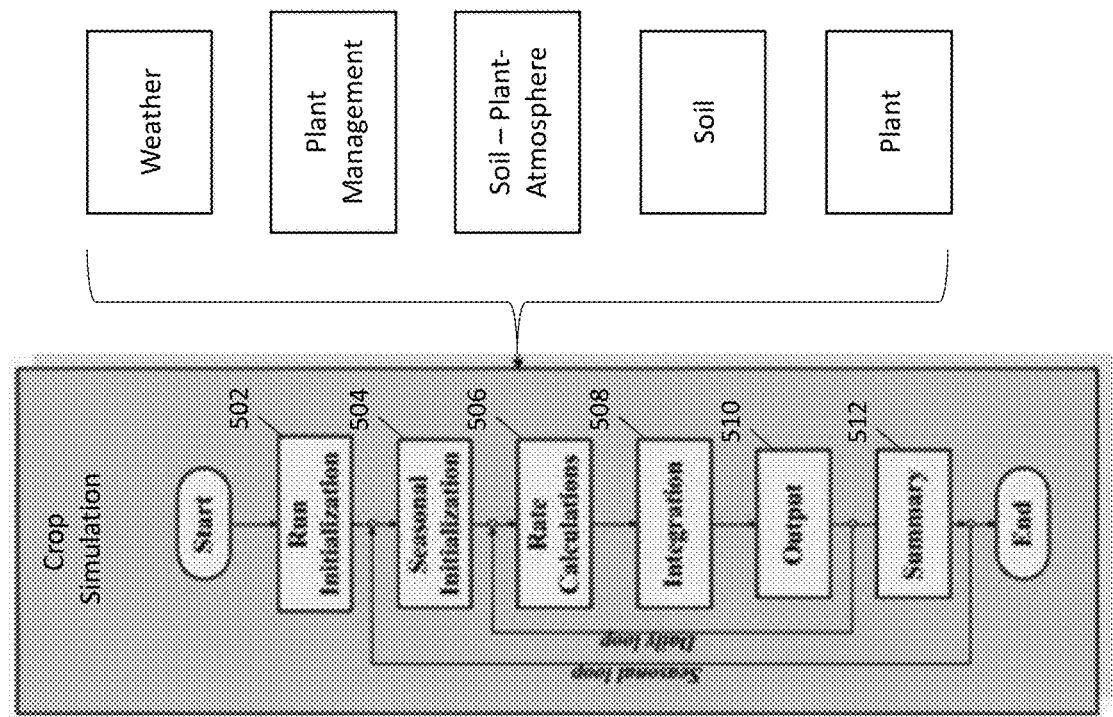 Crop
Simulation
Start
502
Run
Initialization
504
Seasonal
Initialization
506
Rate
Calculations
508
Integration
510
Output
512
Summary
End
Daily loop
Seasonal loop
Weather
Plant
Management
Soil – Plant-
Atmosphere
Soil
Plant